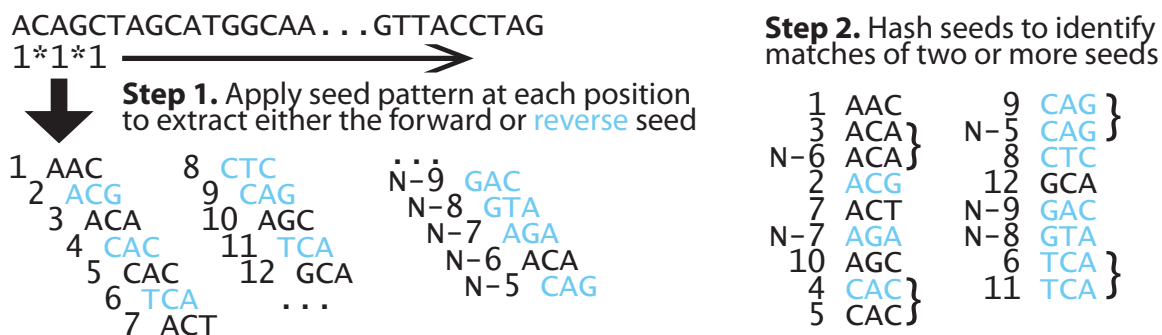 ACAGCTAGCATGGCAA...GTTACCTAG
1*1*1
Step 1. Apply seed pattern at each position
to extract either the forward or reverse seed
1 AAC
2 ACG
3 ACA
4 CAC
5 CAC
6 TCA
7 ACT
8 CTC
9 CAG
10 AGC
11 TCA
12 GCA
...
...
N-9 GAC
N-8 GTA
N-7 AGA
N-6 ACA
N-5 CAG
Step 2. Hash seeds to identify
matches of two or more seeds
1 AAC
3 ACA
N-6 ACA
2 ACG
7 ACT
N-7 AGA
10 AGC
4 CAC
5 CAC
9 CAG
N-5 CAG
8 CTC
12 GCA
N-9 GAC
N-8 GTA
6 TCA
11 TCA